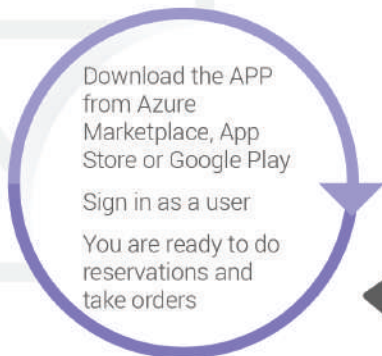 Download the APP
from Azure
Marketplace, App
Store or Google Play
Sign in as a user
You are ready to do
reservations and
take orders